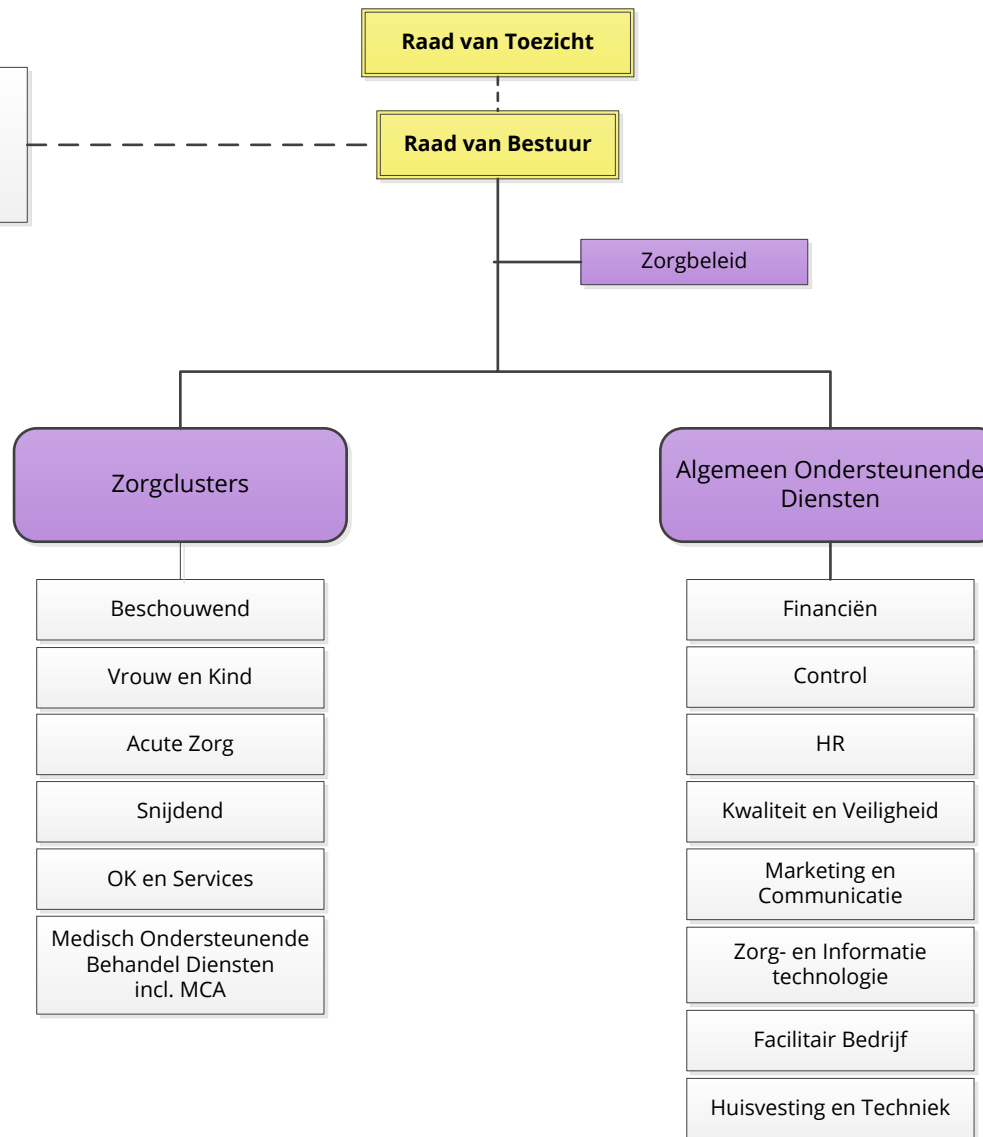 Raad van Toezicht
Raad van Bestuur
Zorgbeleid
Zorgclusters
Beschouwend
Vrouw en Kind
Acute Zorg
Snijdend
OK en Services
Medisch Ondersteunende
Behandel Diensten
incl. MCA
Algemeen Ondersteunende
Diensten
Financiën
Control
HR
Kwaliteit en Veiligheid
Marketing en
Communicatie
Zorg- en Informatie
technologie
Facilitair Bedrijf
Huisvesting en Techniek